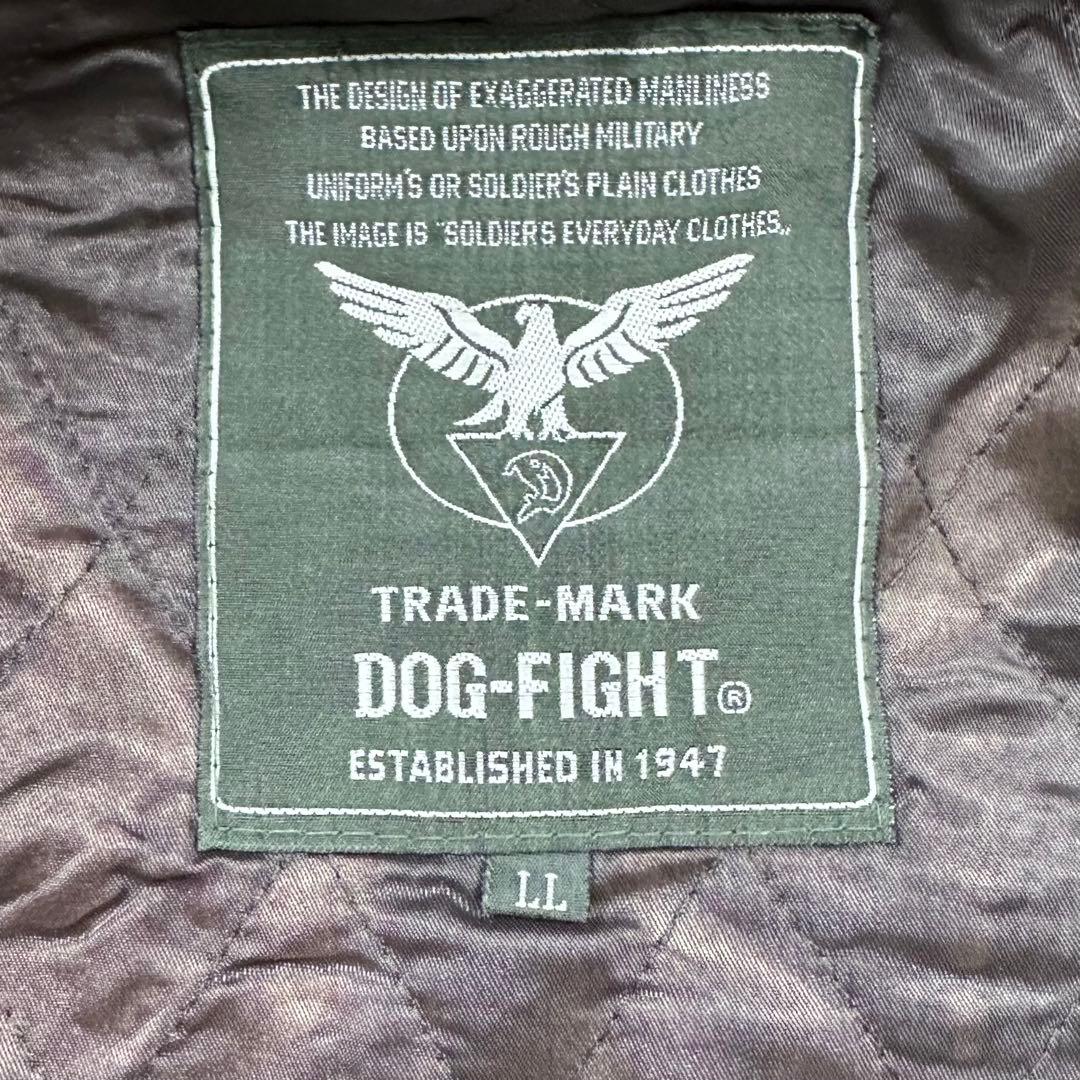 THE DESIGN OF EXAGGERATED MANLINESS
BASED UPON ROUGH MILITARY
UNIFORM'S OR SOLDIER'S PLAIN CLOTHES
THE IMAGE IS "SOLDIER'S EVERYDAY CLOTHES„
TRADE-MARK
DOG-FIGHT®
ESTABLISHED IN 1947
LL